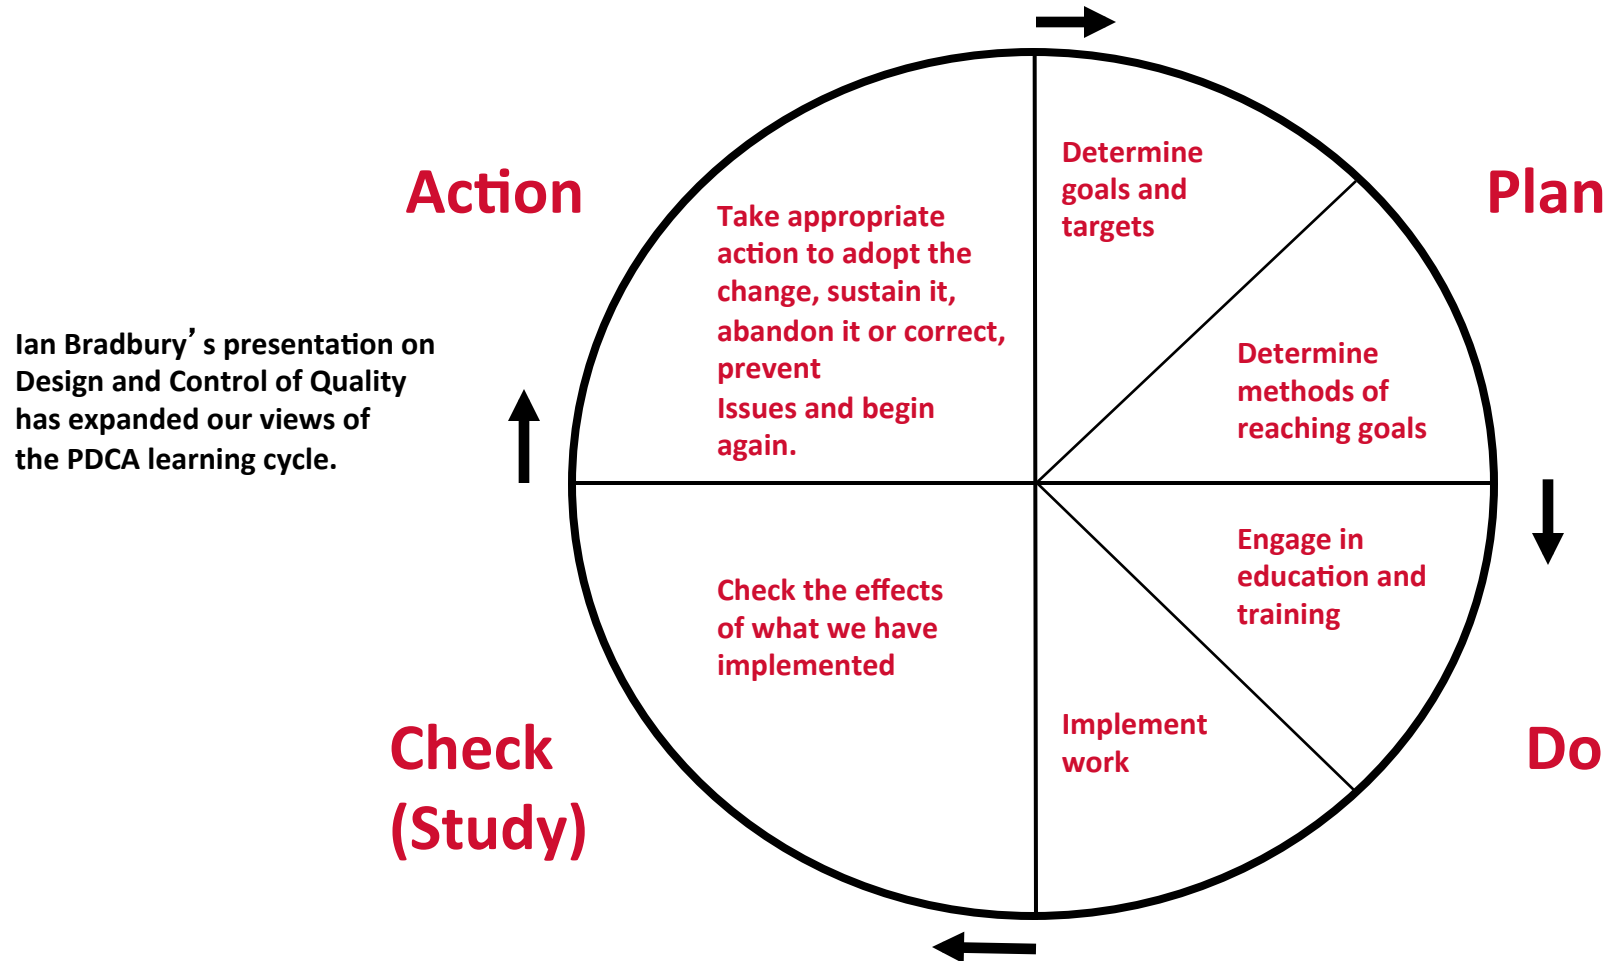 Action
Plan
Determine
goals and
targets
Take appropriate
action to adopt the
change, sustain it,
abandon it or correct,
prevent
Issues and begin
again.
Ian Bradbury’s presentation on
Design and Control of Quality
has expanded our views of
the PDCA learning cycle.
Determine
methods of
reaching goals
Engage in
education and
training
Check the effects
of what we have
implemented
Implement
work
Check
(Study)
Do